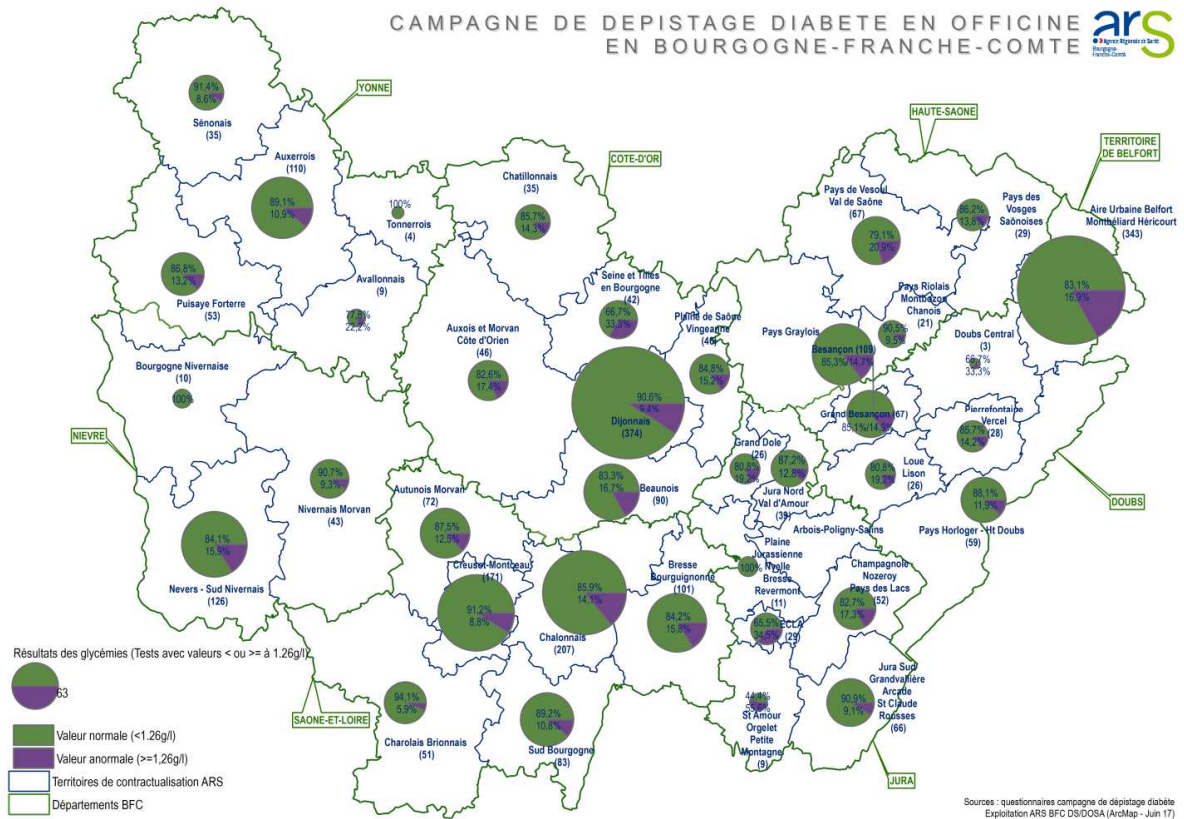 CAMPAGNE DE DEPISTAGE DIABETE EN OFFICINE
EN BOURGOGNE-FRANCHE-COMTE
ars
Agence Régionale de Santé
Bourgogne-
Franche-Comté
YONNE
HAUTE-SAONE
TERRITOIRE
DE BELFORT
COTE-D'OR
NIEVRE
DOUBS
SAONE-ET-LOIRE
JURA
91,4%
8,6%
Sénonais
(35)
Auxerrois
(110)
89,1%
10,9%
100%
Tonnerrois
(4)
Chatillonnais
(35)
85,7%
14,3%
Pays de Vesoul
Val de Saône
(67)
79,1%
20,9%
86,2%
13,8%
Pays des
Vosges
Saônoises
(29)
Aire Urbaine Belfort
Montbéliard Héricourt
(343)
83,1%
16,9%
86,8%
13,2%
Puisaye Forterre
(53)
Avallonnais
(9)
77,8%
22,2%
Seine et Tilles
en Bourgogne
(42)
66,7%
33,3%
Auxois et Morvan
Côte d'Orien
(46)
82,6%
17,4%
Plaine de Saône
Vingeanne
(46)
84,8%
15,2%
Pays Graylois
Pays Riolais
Montbozon
Chanois
(21)
90,5%
9,5%
Besançon (109)
85,3%/14,7%
Doubs Central
(3)
66,7%
33,3%
Bourgogne Nivernaise
(10)
100%
90,6%
9,4%
Dijonnais
(374)
Grand Besançon (67)
85,1%/14,9%
Pierrefontaine
Vercel
(28)
85,7%
14,2%
Grand Dole
(26)
80,8%
19,2%
87,2%
12,8%
Jura Nord
Val d'Amour
(39)
80,8%
19,2%
Loue
Lison
(26)
88,1%
11,9%
Pays Horloger - Ht Doubs
(59)
90,7%
9,3%
Nivernais Morvan
(43)
Autunois Morvan
(72)
87,5%
12,5%
83,3%
16,7%
Beaunois
(90)
84,1%
15,9%
Nevers - Sud Nivernais
(126)
Creusot-Montceau
(171)
91,2%
8,8%
85,9%
14,1%
Chalonnais
(207)
Bresse
Bourguignonne
(101)
84,2%
15,8%
Arbois-Poligny-Salins
100%
Plaine
Jurassienne
Nvelle
Bresse
Revermont
(11)
Champagnole
Nozeroy
Pays des Lacs
(52)
82,7%
17,3%
65,5%
34,5%
ECLA
(29)
94,1%
5,9%
Charolais Brionnais
(51)
89,2%
10,8%
Sud Bourgogne
(83)
44,4%
55,6%
St Amour
Orgelet
Petite
Montagne
(9)
Jura Sud
Grandvallière
Arcade
St Claude
Rousses
(66)
90,9%
9,1%
Résultats des glycémies (Tests avec valeurs < ou >= à 1.26g/l)
63
Valeur normale (<1.26g/l)
Valeur anormale (>=1,26g/l)
Territoires de contractualisation ARS
Départements BFC
Sources : questionnaires campagne de dépistage diabète
Exploitation ARS BFC DS/DOSA (ArcMap - Juin 17)